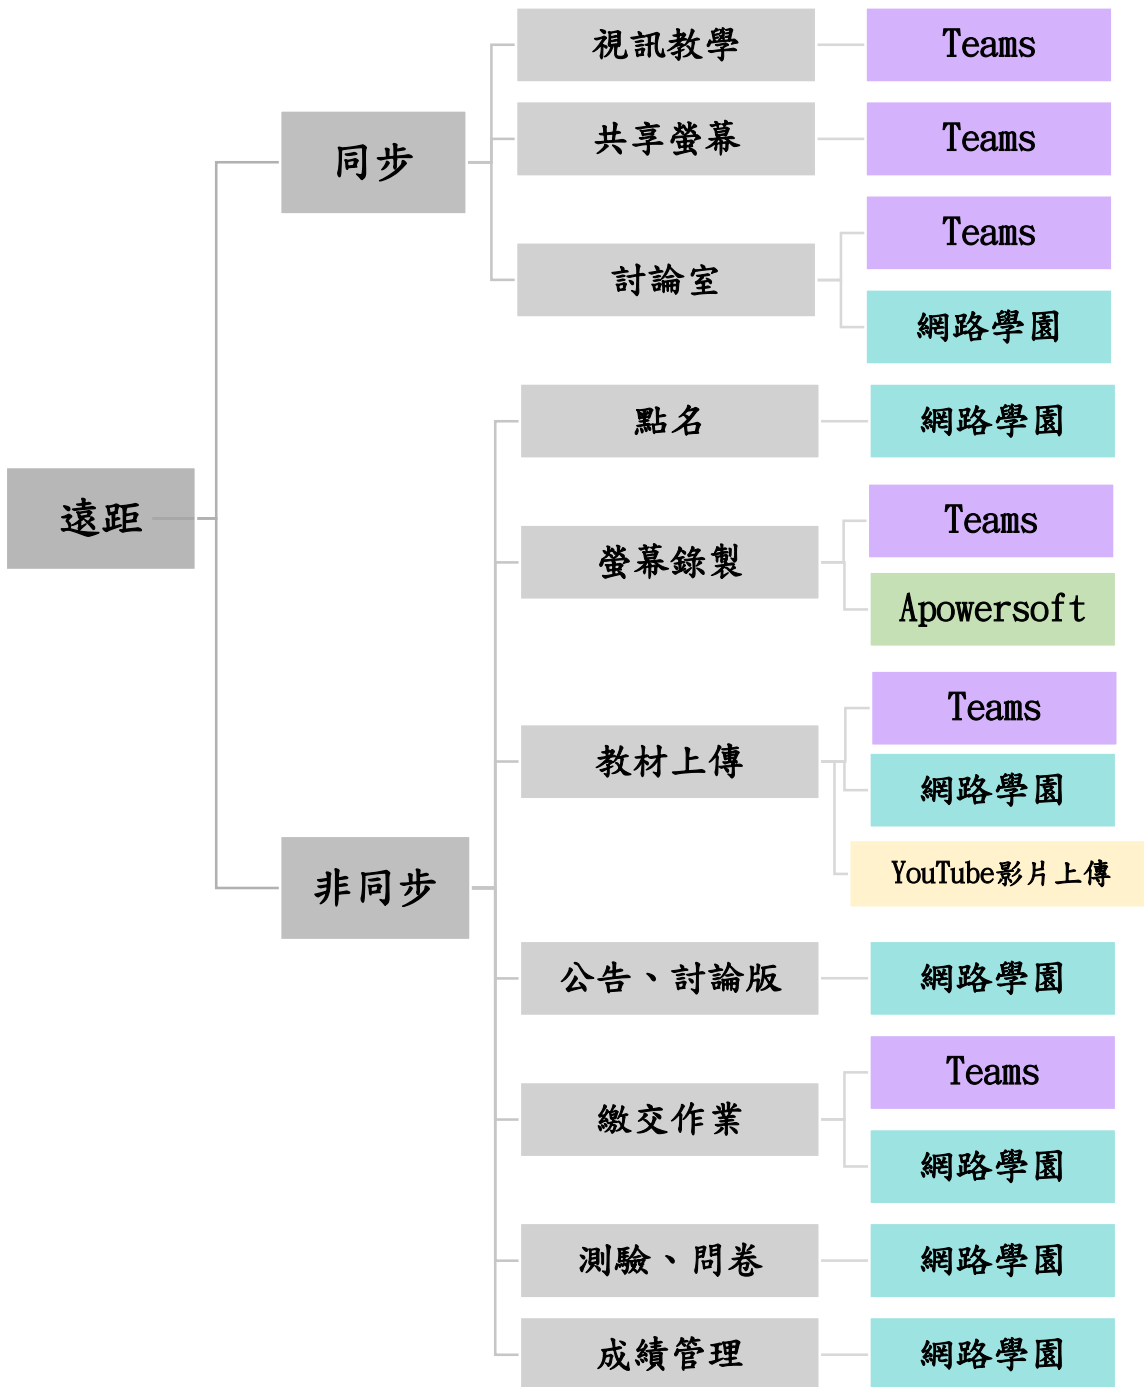 遠距
同步
視訊教學
Teams
共享螢幕
Teams
討論室
Teams
網路學園
非同步
點名
網路學園
螢幕錄製
Teams
Apowersoft
教材上傳
Teams
網路學園
YouTube影片上傳
公告、討論版
網路學園
繳交作業
Teams
網路學園
測驗、問卷
網路學園
成績管理
網路學園